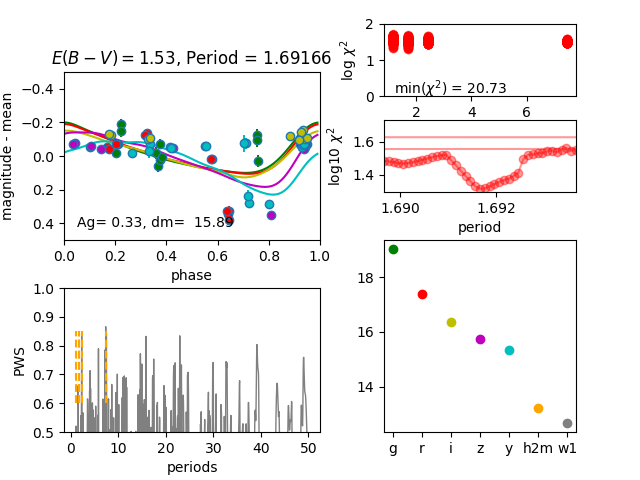 E(B − V) = 1.53, Period = 1.69166
magnitude - mean
−0.4
−0.2
0.0
0.2
0.4
Ag= 0.33, dm=  15.89
0.0 0.2 0.4 0.6 0.8 1.0
phase
log χ²
2
1
0
min(χ²) = 20.73
2 4 6
log10 χ²
1.6
1.4
1.690 1.692
period
PWS
1.0
0.9
0.8
0.7
0.6
0.5
0 10 20 30 40 50
periods
18
16
14
g r i z y h2m w1